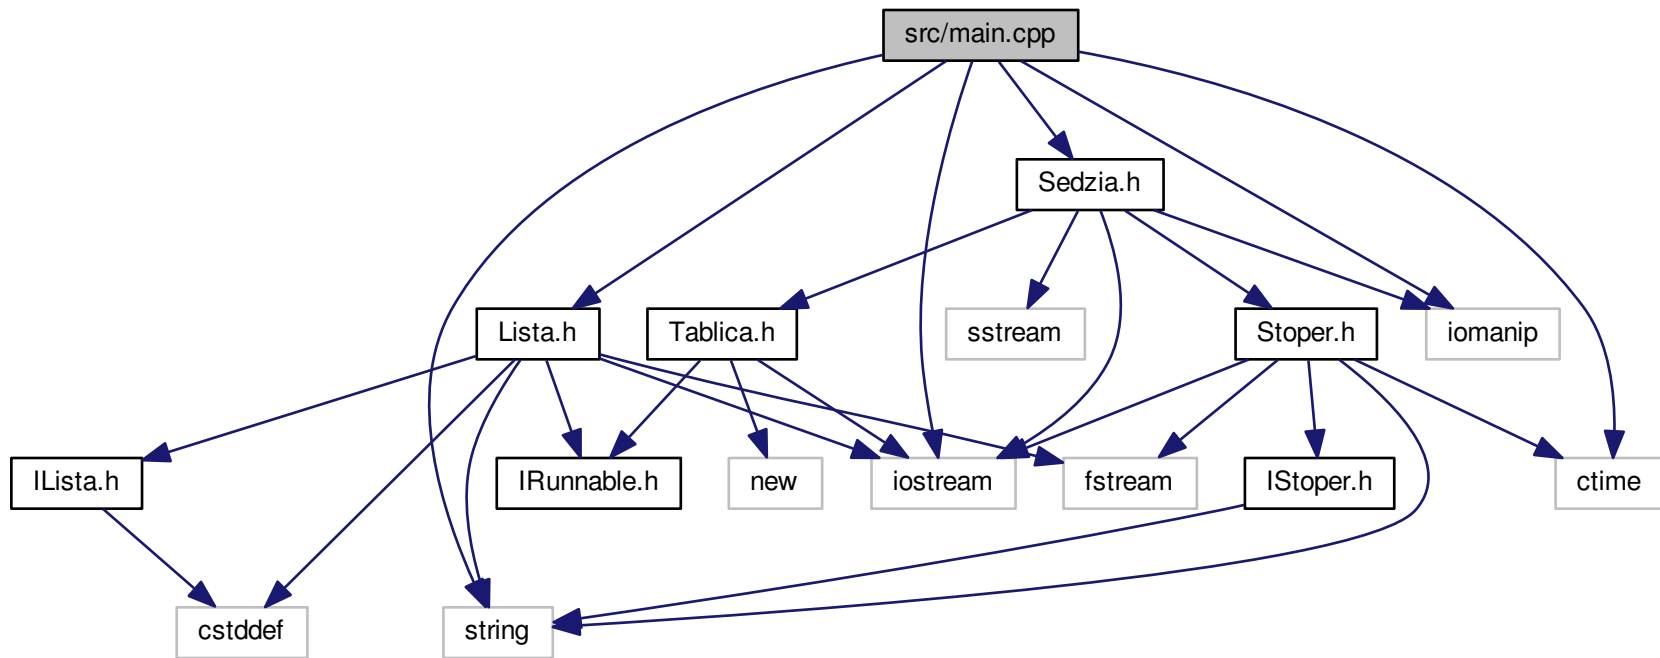 src/main.cpp
Sedzia.h
Lista.h
Tablica.h
sstream
Stoper.h
iomanip
ILista.h
IRunnable.h
new
iostream
fstream
IStoper.h
ctime
cstddef
string